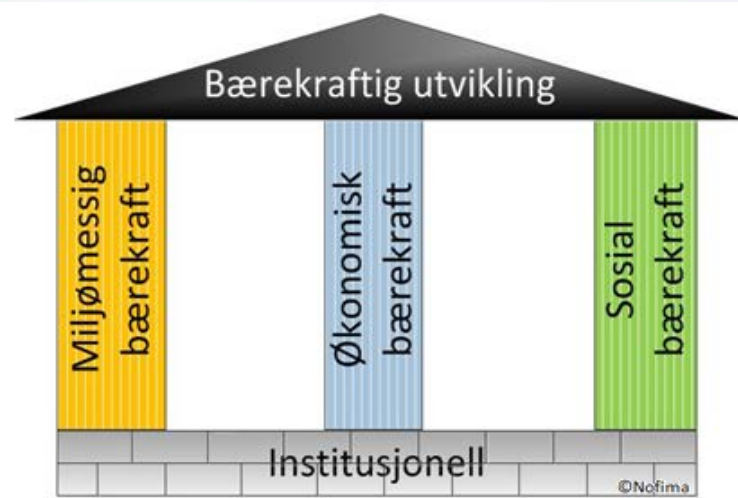 Bærekraftig utvikling
Miljømessig
bærekraft
Økonomisk
bærekraft
Sosial
bærekraft
Institusjonell
©Nofima